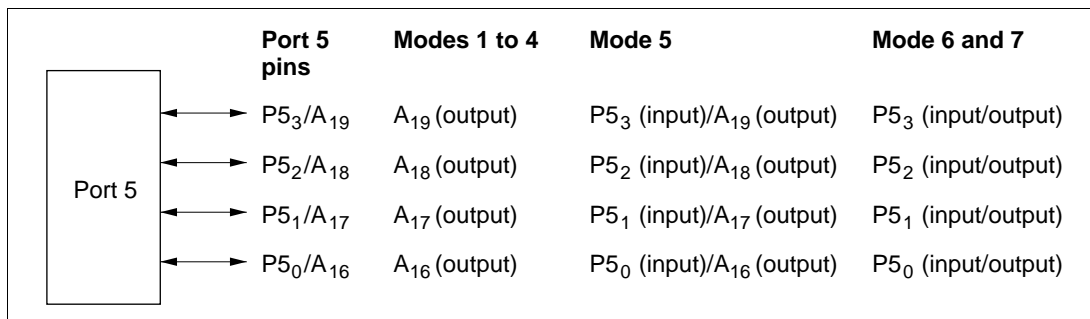 Port 5 pins Modes 1 to 4 Mode 5 Mode 6 and 7
P5₃/A₁₉ A₁₉ (output) P5₃ (input)/A₁₉ (output) P5₃ (input/output)
P5₂/A₁₈ A₁₈ (output) P5₂ (input)/A₁₈ (output) P5₂ (input/output)
Port 5
P5₁/A₁₇ A₁₇ (output) P5₁ (input)/A₁₇ (output) P5₁ (input/output)
P5₀/A₁₆ A₁₆ (output) P5₀ (input)/A₁₆ (output) P5₀ (input/output)